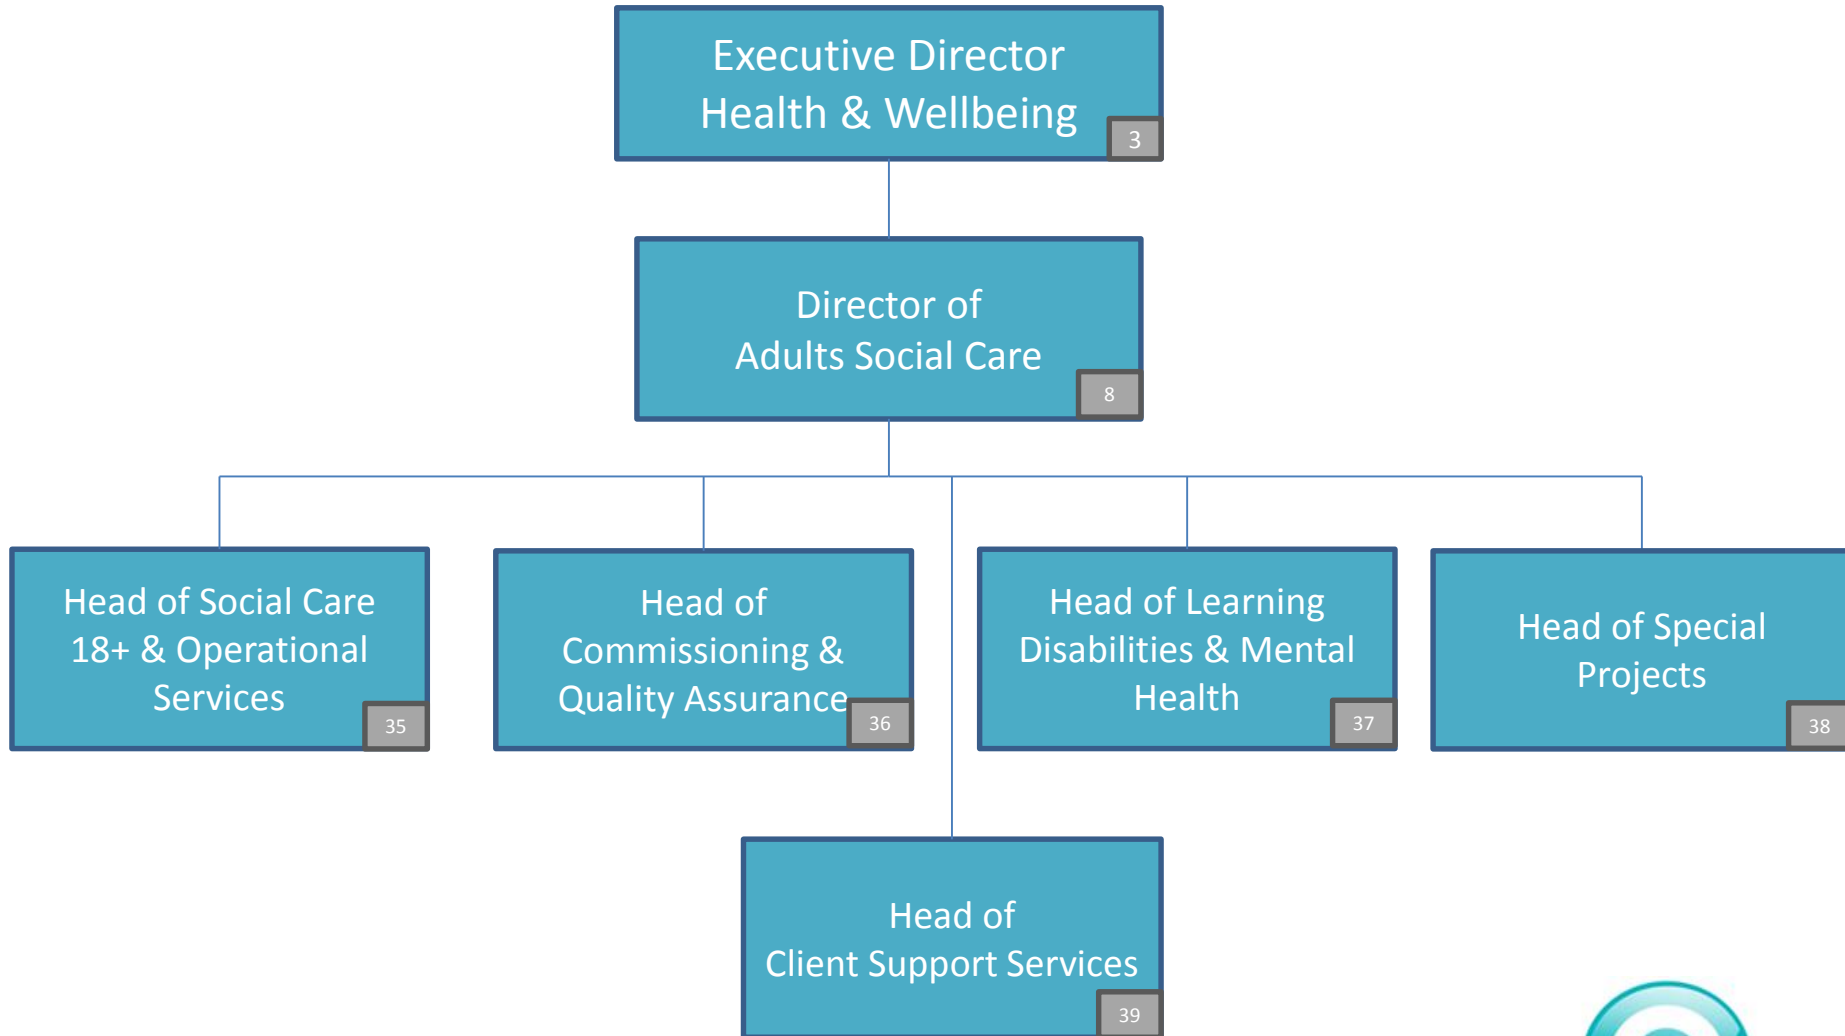 Executive Director
Health & Wellbeing
3
Director of
Adults Social Care
8
Head of Social Care
18+ & Operational
Services
35
Head of
Commissioning &
Quality Assurance
36
Head of Learning
Disabilities & Mental
Health
37
Head of Special
Projects
38
Head of
Client Support Services
39